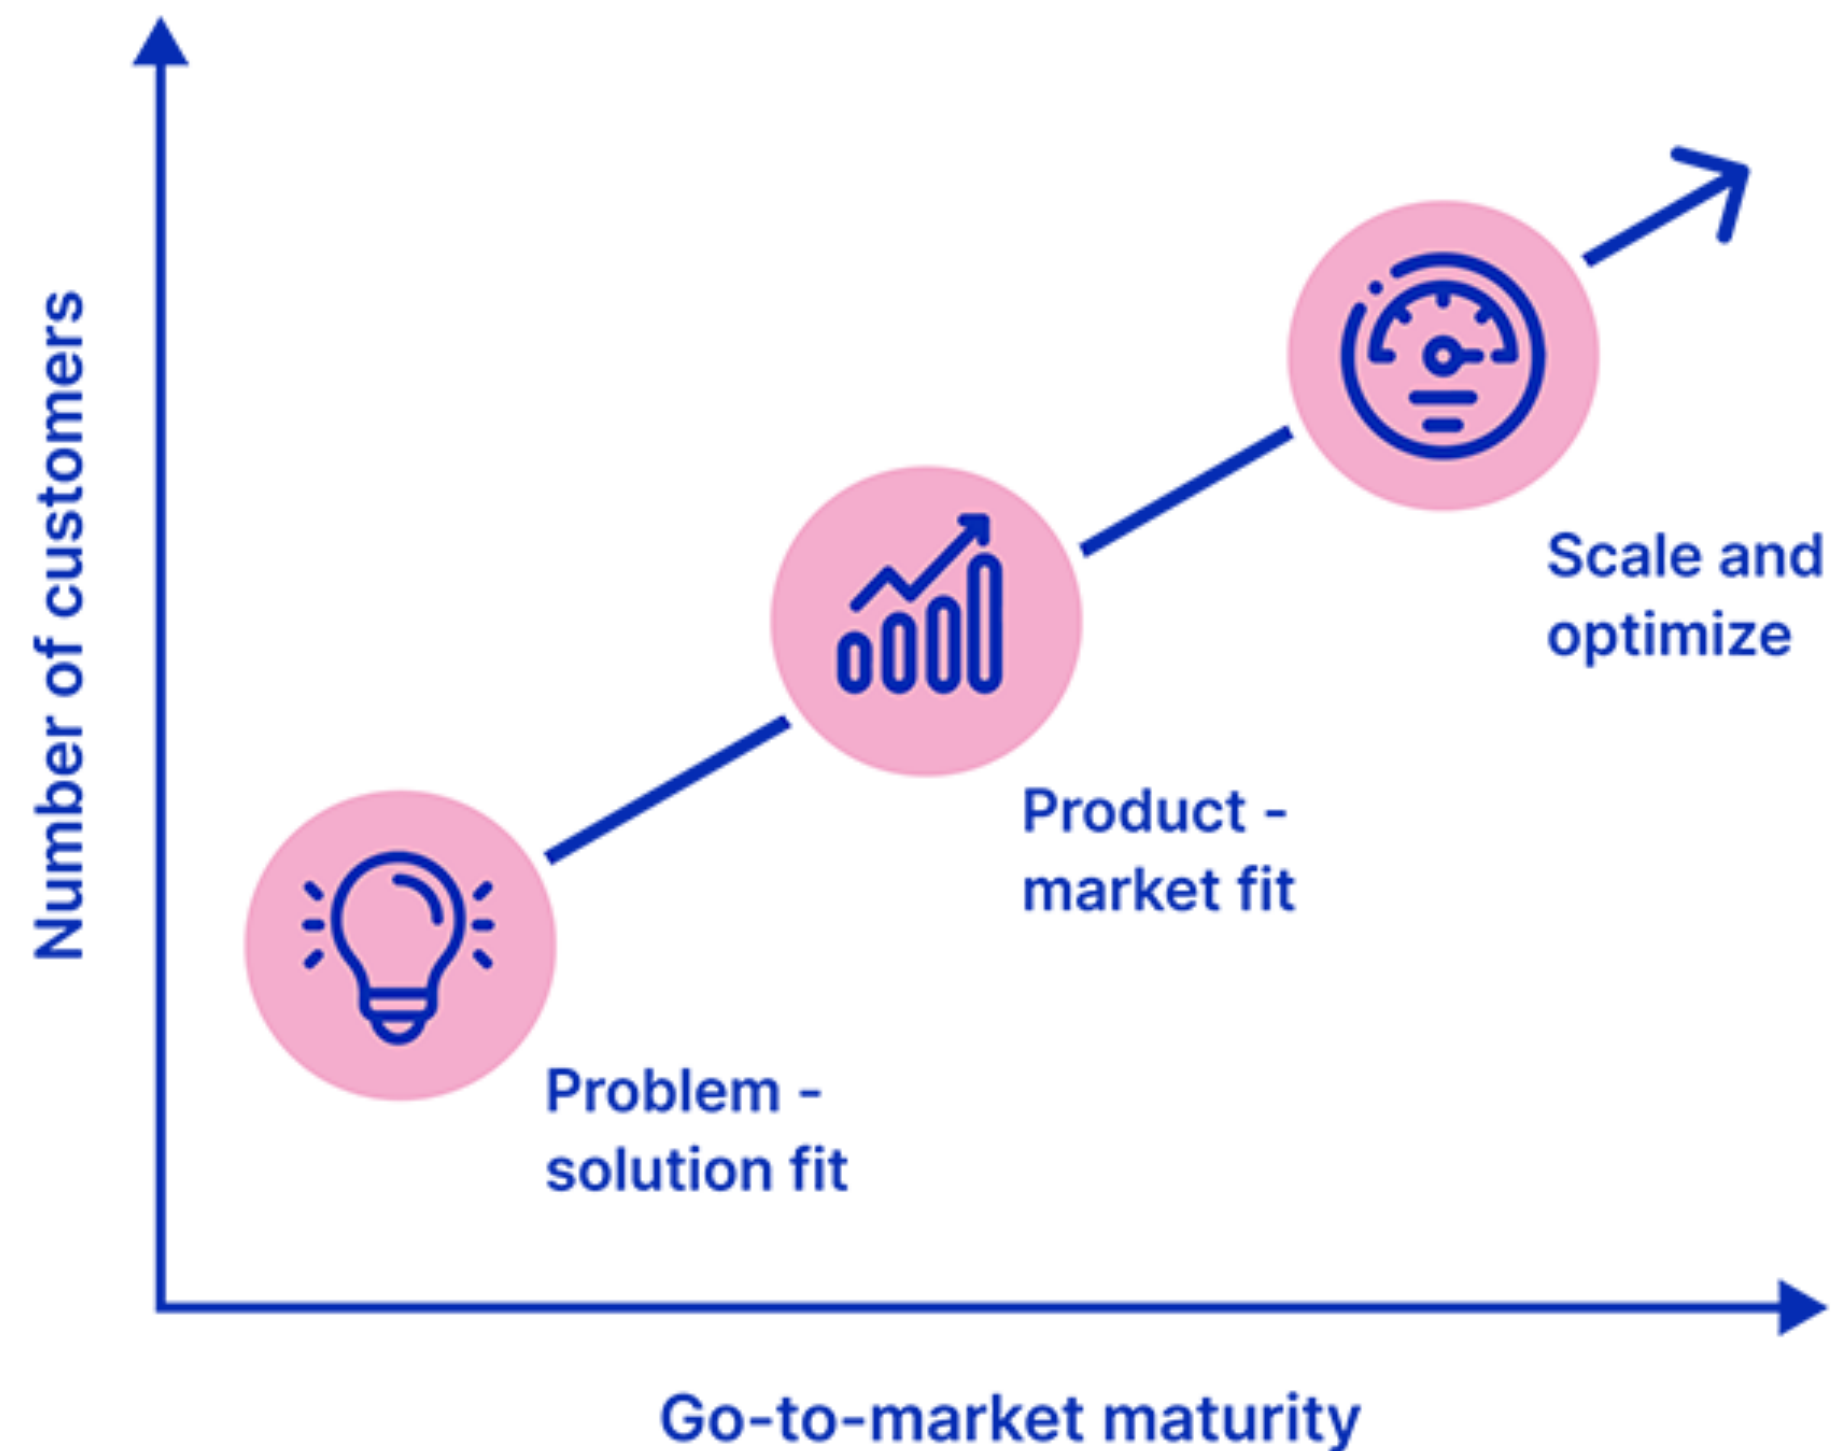 Number of customers
Scale and
optimize
Product -
market fit
Problem -
solution fit
Go-to-market maturity